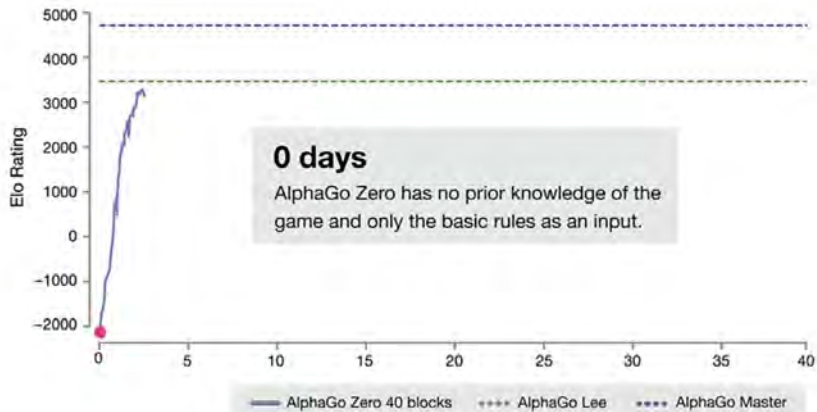 5000
4000
3000
2000
1000
0
−1000
−2000
Elo Rating
0 days
AlphaGo Zero has no prior knowledge of the
game and only the basic rules as an input.
0 5 10 15 20 25 30 35 40
AlphaGo Zero 40 blocks AlphaGo Lee AlphaGo Master